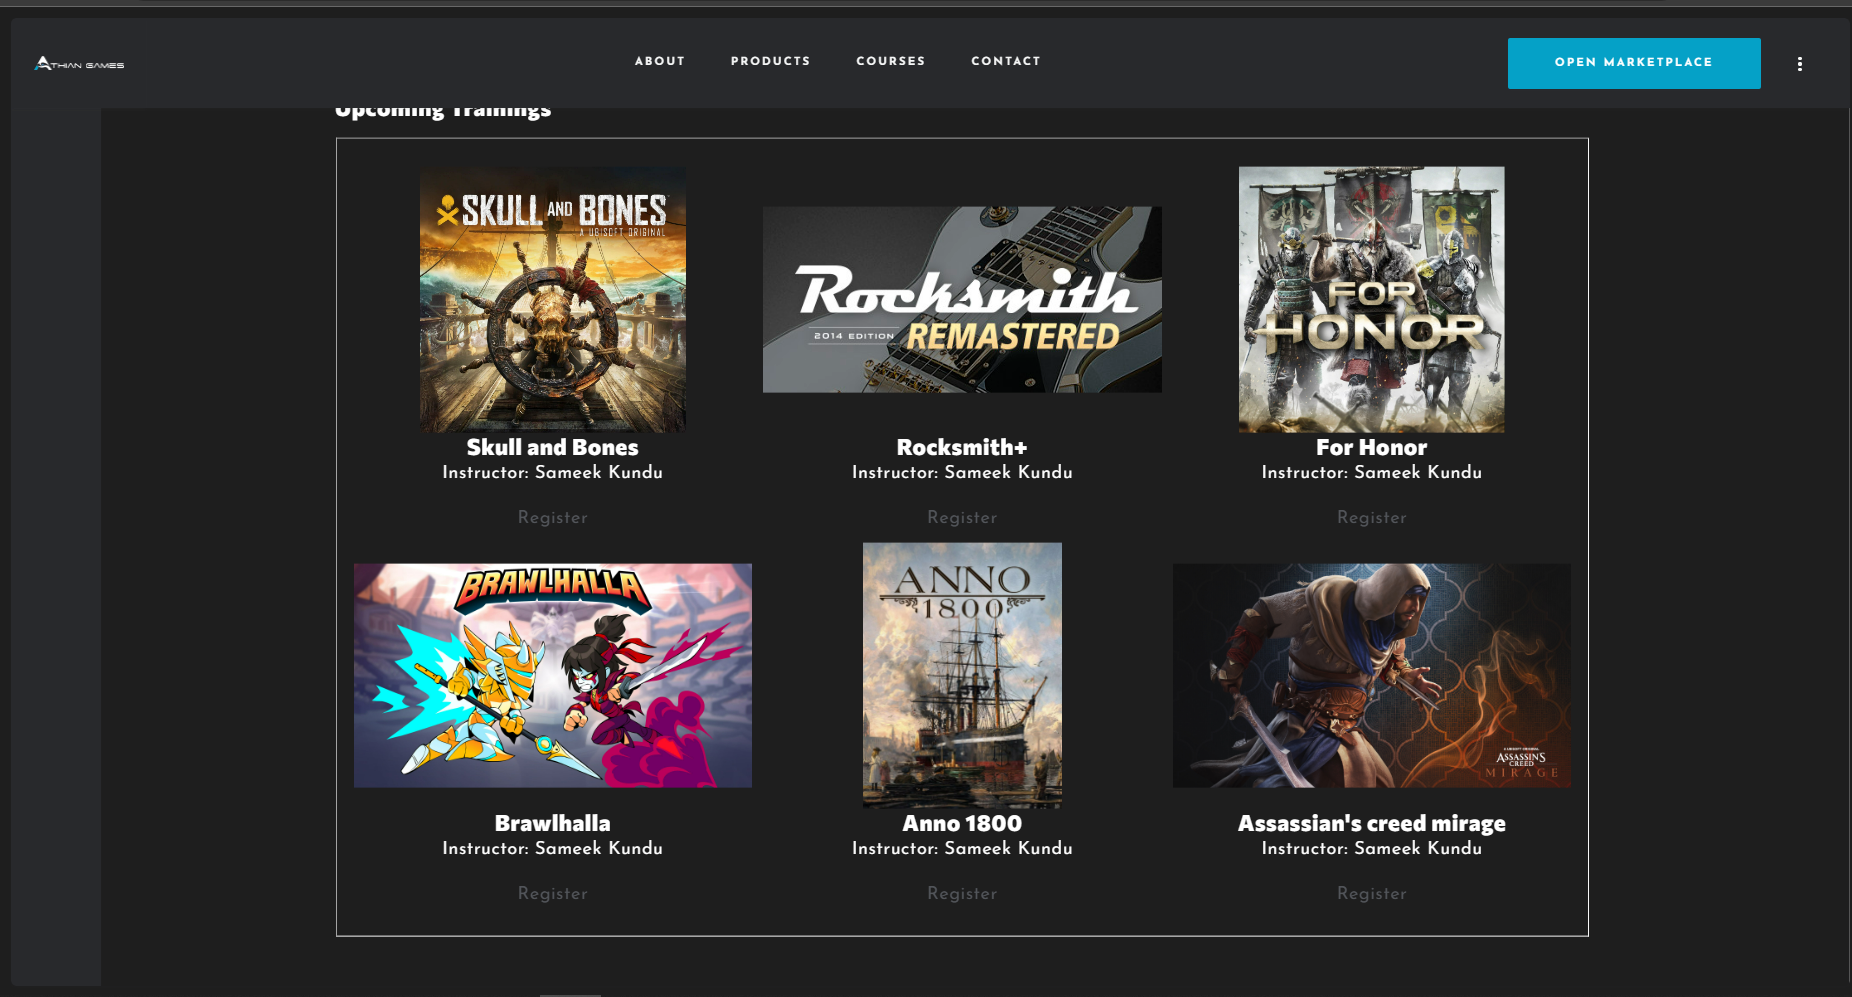 ATHIAN GAMES
ABOUT PRODUCTS COURSES CONTACT
OPEN MARKETPLACE
Upcoming Trainings
SKULL AND BONES
A UBISOFT ORIGINAL
Rocksmith®
2014 EDITION REMASTERED
FOR
HONOR
Skull and Bones
Instructor: Sameek Kundu
Register
Rocksmith+
Instructor: Sameek Kundu
Register
For Honor
Instructor: Sameek Kundu
Register
BRAWLHALLA
ANNO
1800
A UBISOFT ORIGINAL
ASSASSIN'S
CREED
MIRAGE
Brawlhalla
Instructor: Sameek Kundu
Register
Anno 1800
Instructor: Sameek Kundu
Register
Assassian's creed mirage
Instructor: Sameek Kundu
Register